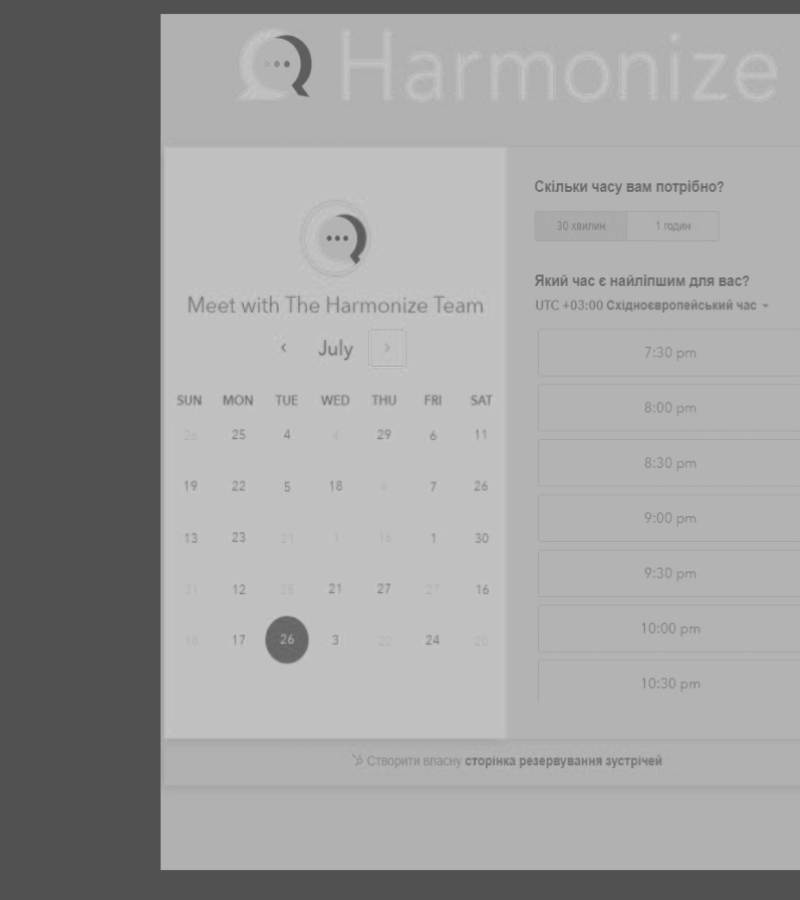 Harmonize
Meet with The Harmonize Team
July
SUN MON TUE WED THU FRI SAT
26 25 4 4 29 6 11
19 22 5 18 7 26
13 23 21 1 16 1 30
31 12 28 21 27 27 16
17 26 3 22 24 20
Скільки часу вам потрібно?
30 хвилин 1 годин
Який час є найліпшим для вас?
UTC +03:00 Східноєвропейський час
7:30 pm
8:00 pm
8:30 pm
9:00 pm
9:30 pm
10:00 pm
10:30 pm
Створити власну сторінка резервування зустрічей